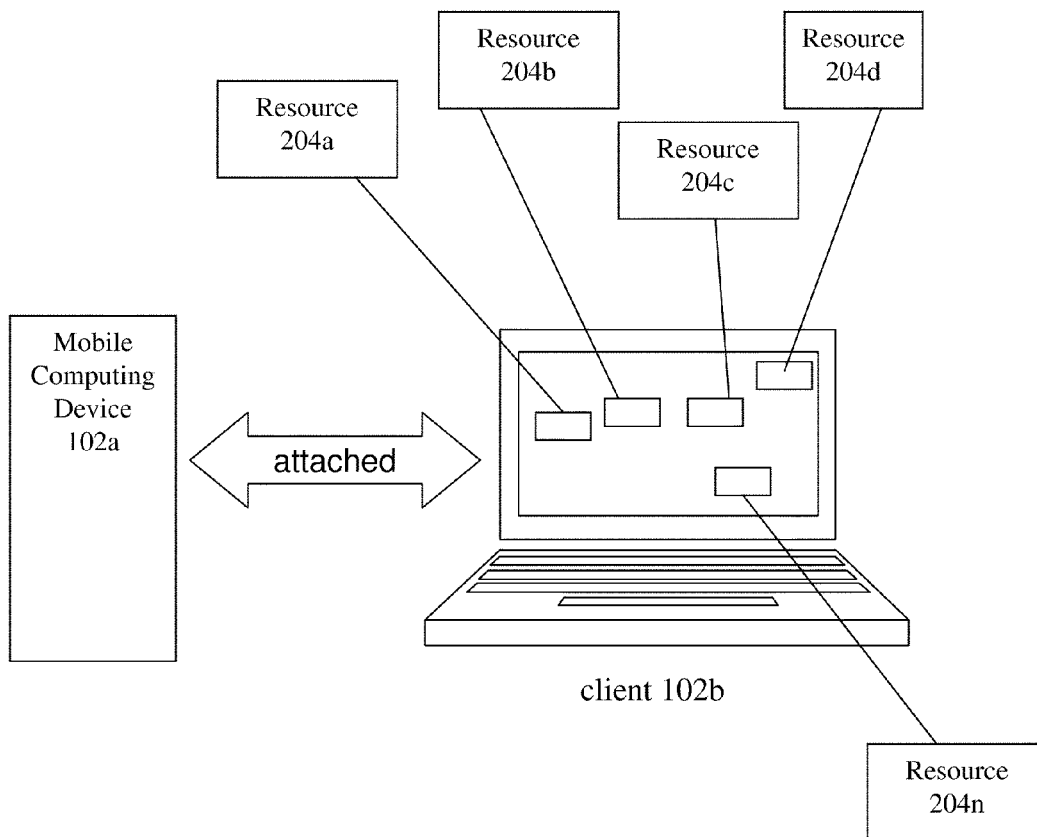 Resource
204b
Resource
204d
Resource
204a
Resource
204c
Mobile
Computing
Device
102a
attached
client 102b
Resource
204n